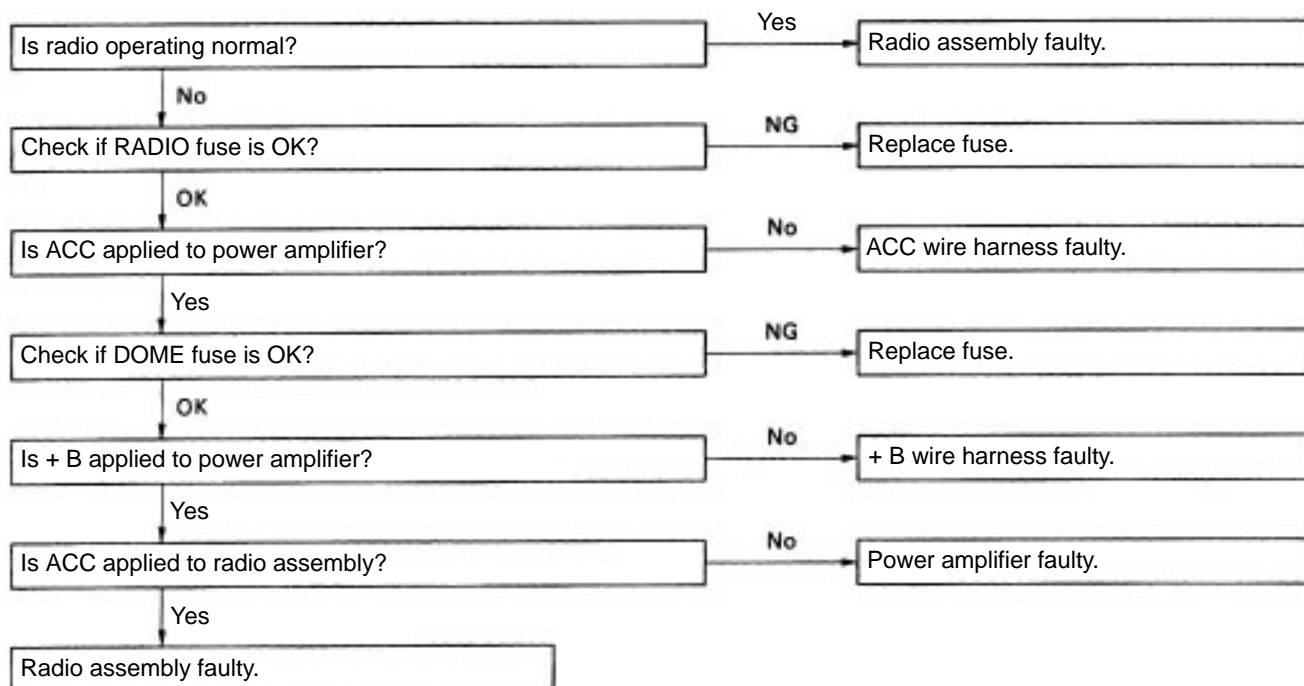 Is radio operating normal?
Yes
Radio assembly faulty.
No
Check if RADIO fuse is OK?
NG
Replace fuse.
OK
Is ACC applied to power amplifier?
No
ACC wire harness faulty.
Yes
Check if DOME fuse is OK?
NG
Replace fuse.
OK
Is + B applied to power amplifier?
No
+ B wire harness faulty.
Yes
Is ACC applied to radio assembly?
No
Power amplifier faulty.
Yes
Radio assembly faulty.